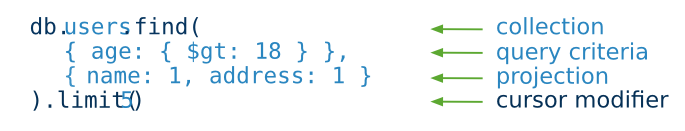 db.users.find( collection
{ age: { $gt: 18 } }, query criteria
{ name: 1, address: 1 } projection
).limit(5) cursor modifier